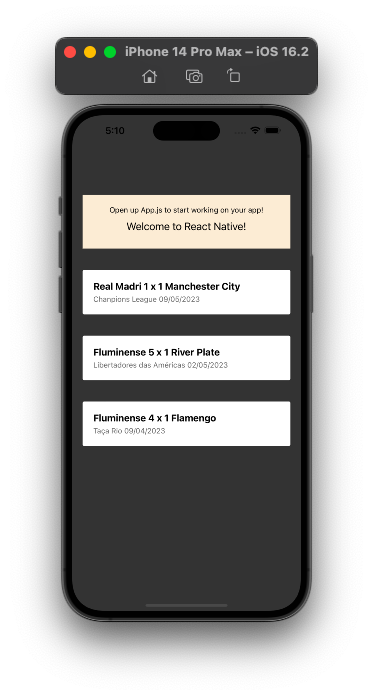 iPhone 14 Pro Max – iOS 16.2
5:10
Open up App.js to start working on your app!
Welcome to React Native!
Real Madri 1 x 1 Manchester City
Chanpions League 09/05/2023
Fluminense 5 x 1 River Plate
Libertadores das Américas 02/05/2023
Fluminense 4 x 1 Flamengo
Taça Rio 09/04/2023